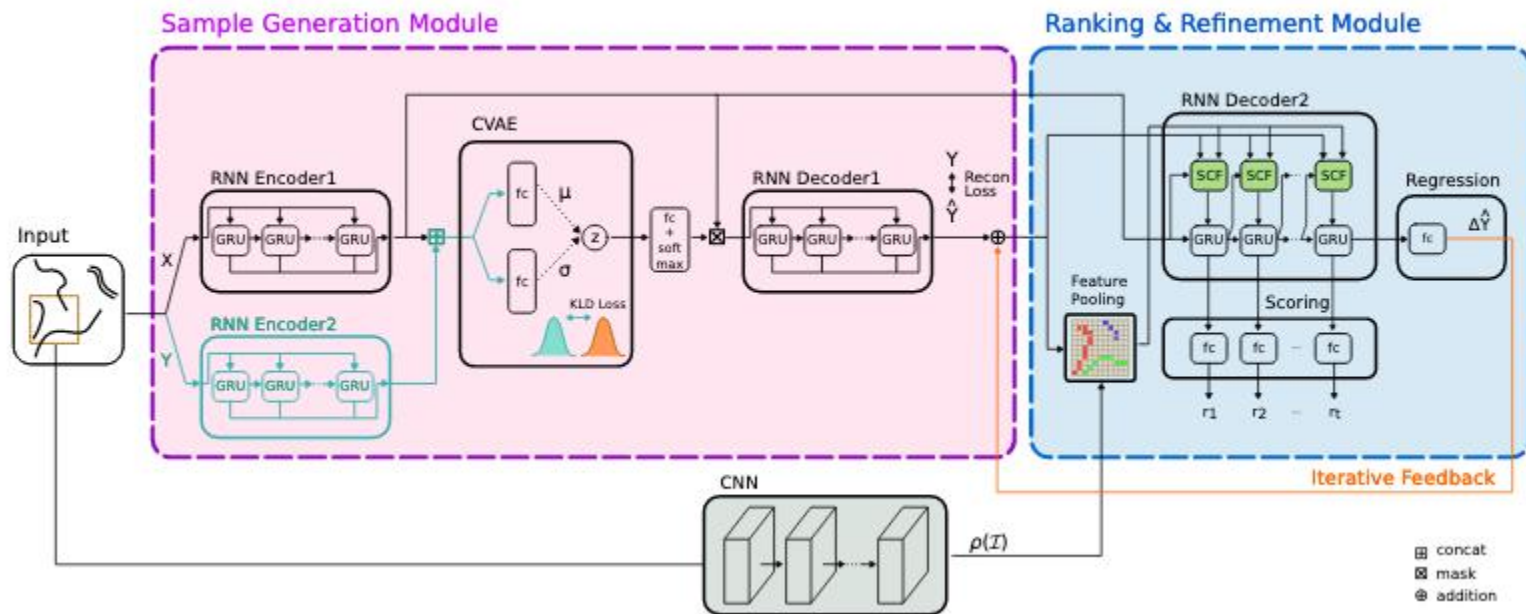 Sample Generation Module
Ranking & Refinement Module
RNN Decoder2
CVAE
RNN Encoder1
RNN Decoder1
Y
Recon
Loss
Ŷ
SCF SCF SCF
Regression
Input
X
GRU GRU GRU
fc
μ
z
fc
+
soft
max
GRU GRU GRU
GRU GRU GRU
fc
ΔŶ
fc
σ
Feature
Pooling
Scoring
KLD Loss
RNN Encoder2
Y
GRU GRU GRU
fc fc fc
r1 r2 rt
Iterative Feedback
CNN
ρ(I)
concat
mask
addition